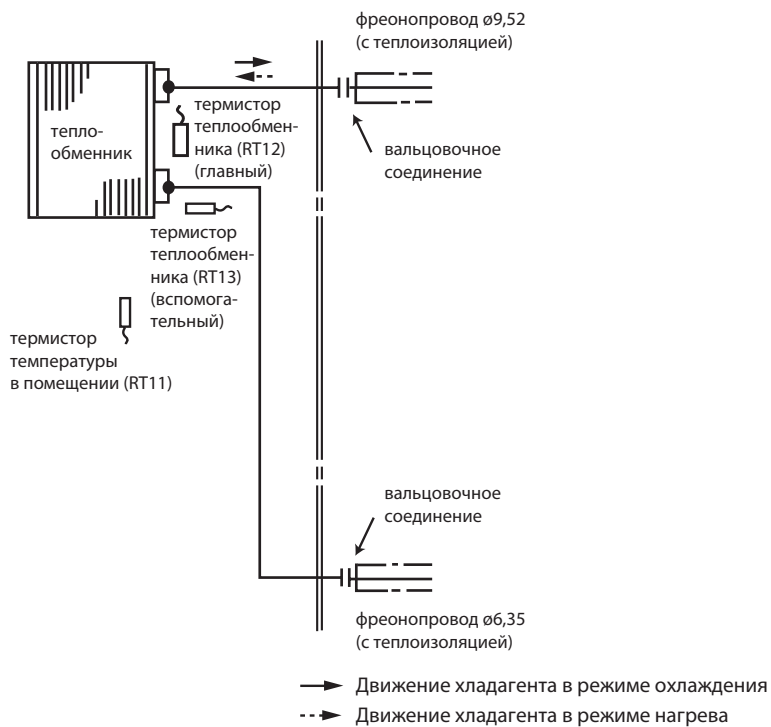 фреонопровод ø9,52
(с теплоизоляцией)
тепло-
обменник
термистор
теплообмен-
ника (RT12)
(главный)
вальцовочное
соединение
термистор
теплообмен-
ника (RT13)
(вспомога-
тельный)
термистор
температуры
в помещении (RT11)
вальцовочное
соединение
фреонопровод ø6,35
(с теплоизоляцией)
Движение хладагента в режиме охлаждения
Движение хладагента в режиме нагрева